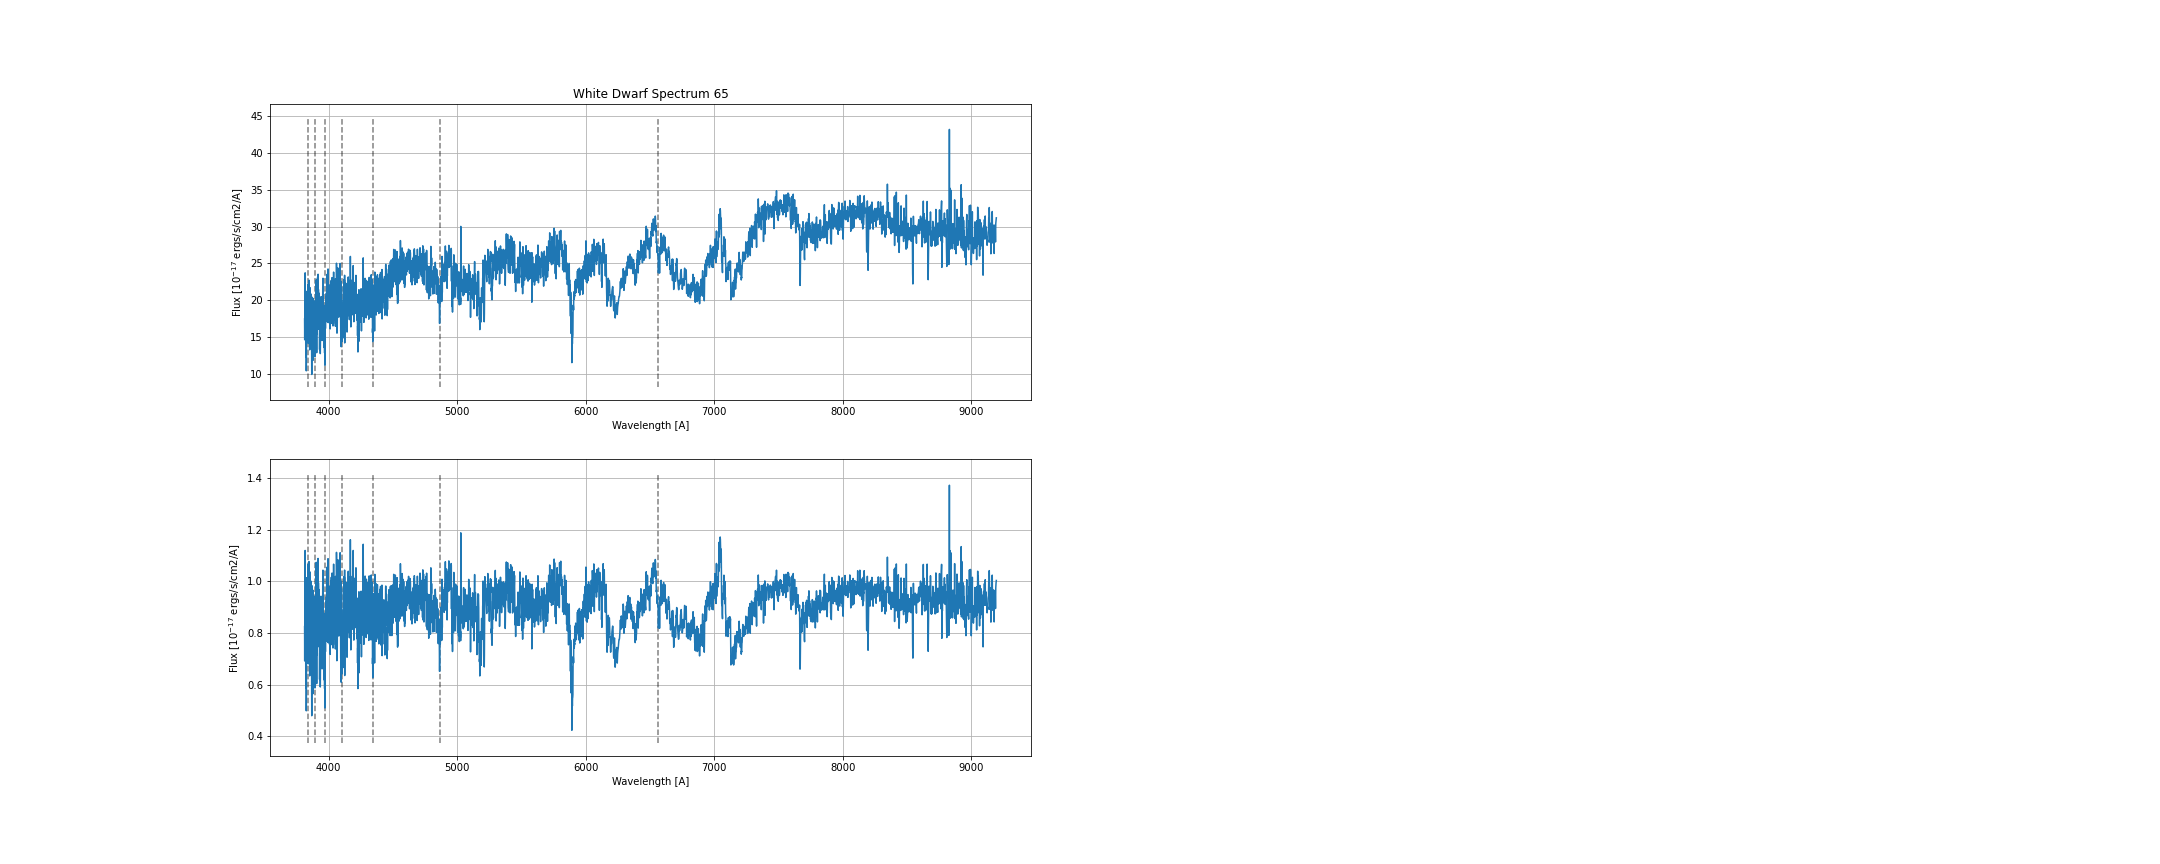 White Dwarf Spectrum 65
45
40
35
30
25
20
15
10
Flux [10⁻¹⁷ ergs/s/cm2/A]
4000 5000 6000 7000 8000 9000
Wavelength [A]
1.4
1.2
1.0
0.8
0.6
0.4
Flux [10⁻¹⁷ ergs/s/cm2/A]
4000 5000 6000 7000 8000 9000
Wavelength [A]